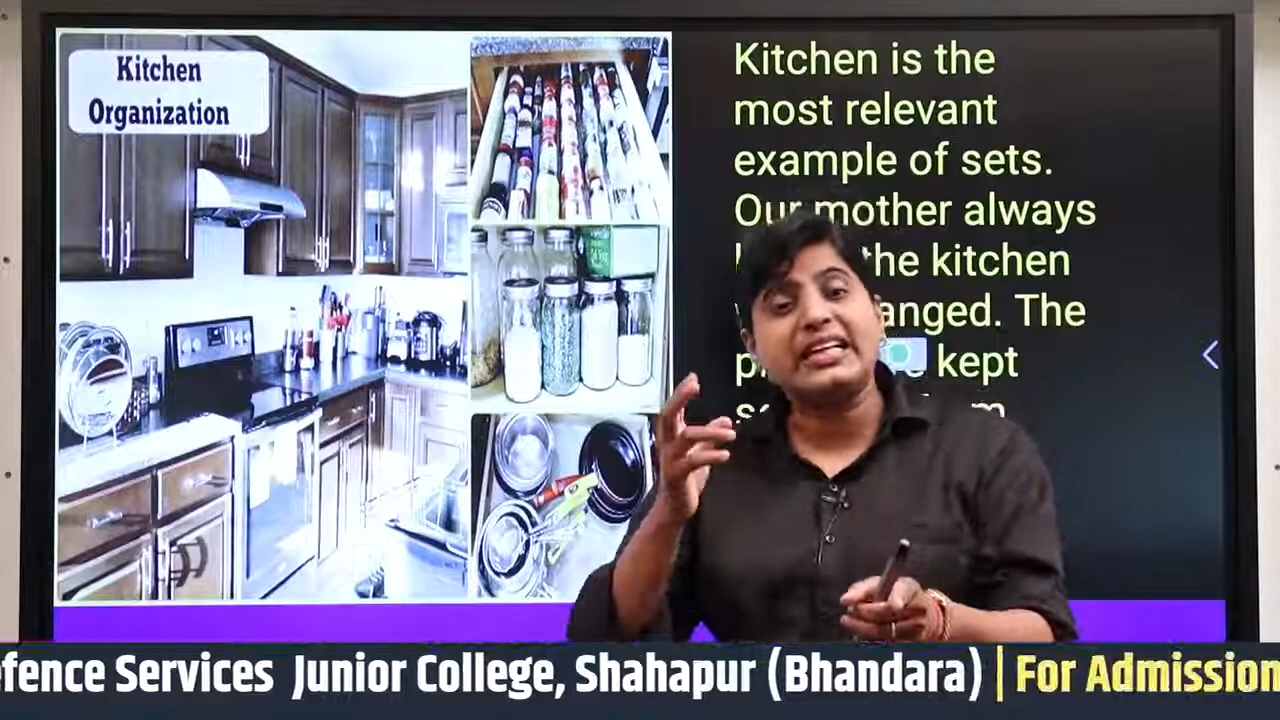 Kitchen
Organization
Kitchen is the
most relevant
example of sets.
Our mother always
the kitchen
The
kept
efence Services Junior College, Shahapur (Bhandara) | For Admission